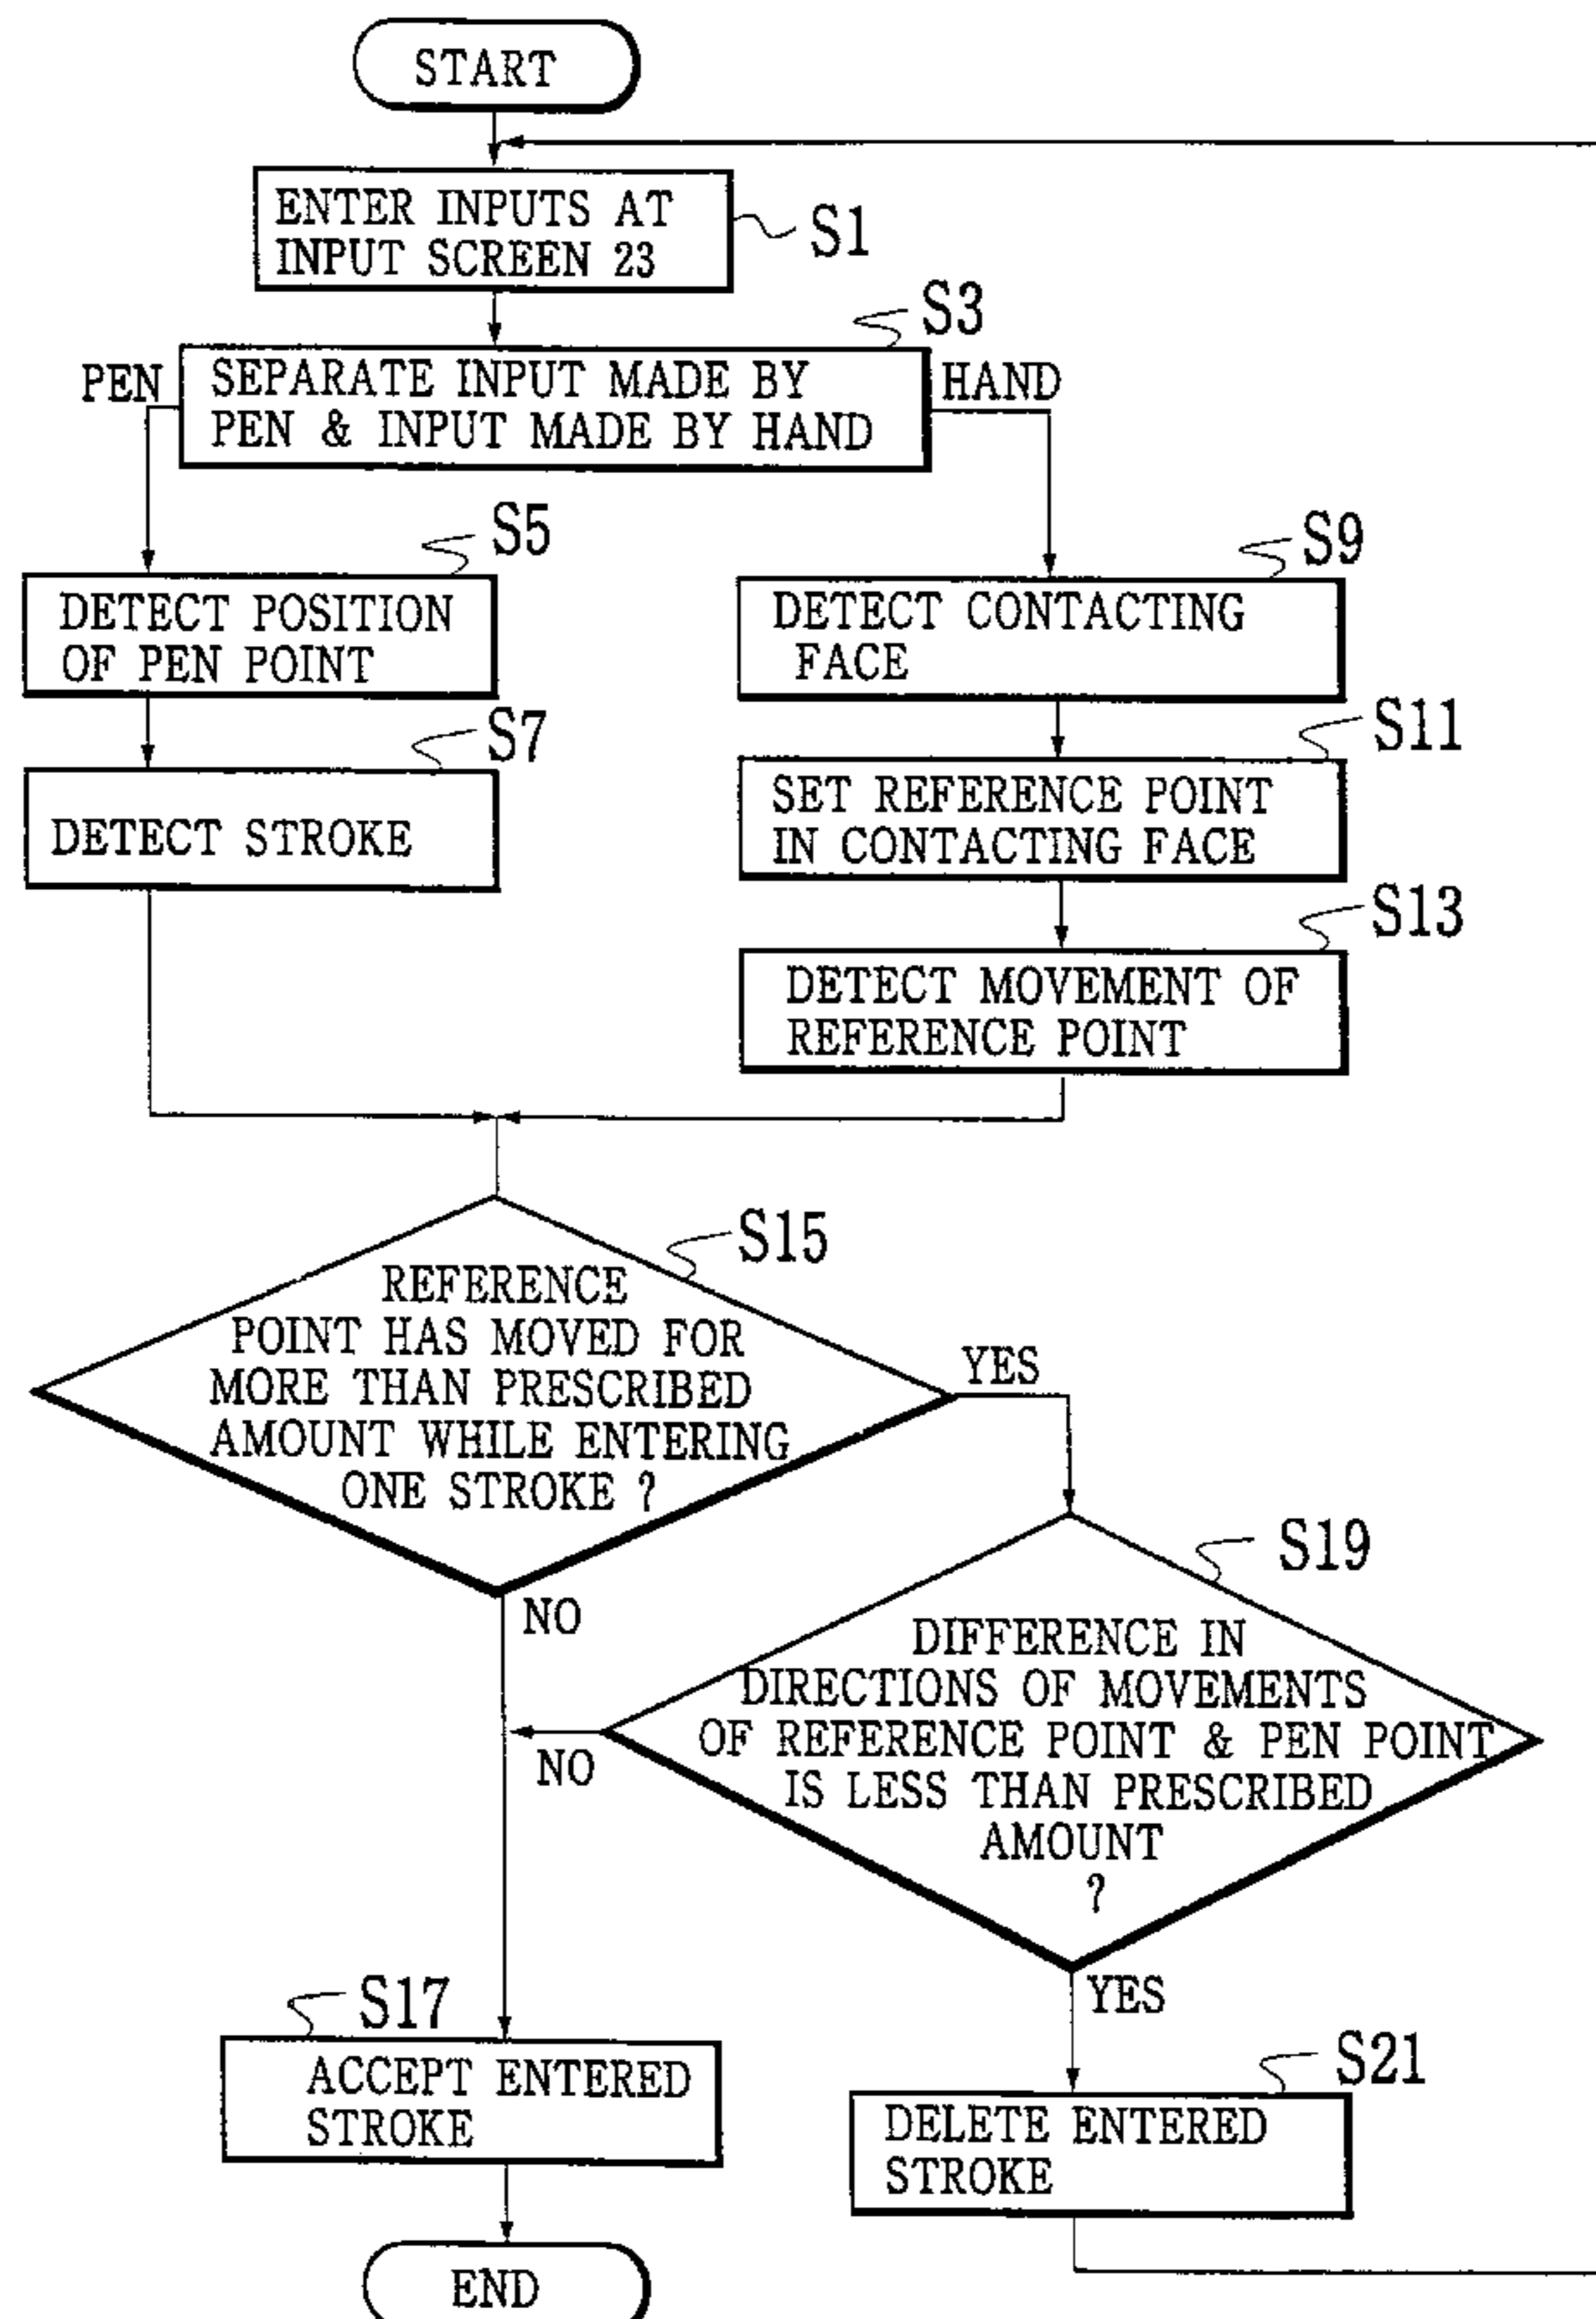 START
ENTER INPUTS AT
INPUT SCREEN 23
S1
S3
PEN
SEPARATE INPUT MADE BY
PEN & INPUT MADE BY HAND
HAND
S5
DETECT POSITION
OF PEN POINT
S7
DETECT STROKE
S9
DETECT CONTACTING
FACE
S11
SET REFERENCE POINT
IN CONTACTING FACE
S13
DETECT MOVEMENT OF
REFERENCE POINT
S15
REFERENCE
POINT HAS MOVED FOR
MORE THAN PRESCRIBED
AMOUNT WHILE ENTERING
ONE STROKE ?
YES
NO
S19
DIFFERENCE IN
DIRECTIONS OF MOVEMENTS
OF REFERENCE POINT & PEN POINT
IS LESS THAN PRESCRIBED
AMOUNT
?
NO
YES
S17
ACCEPT ENTERED
STROKE
S21
DELETE ENTERED
STROKE
END